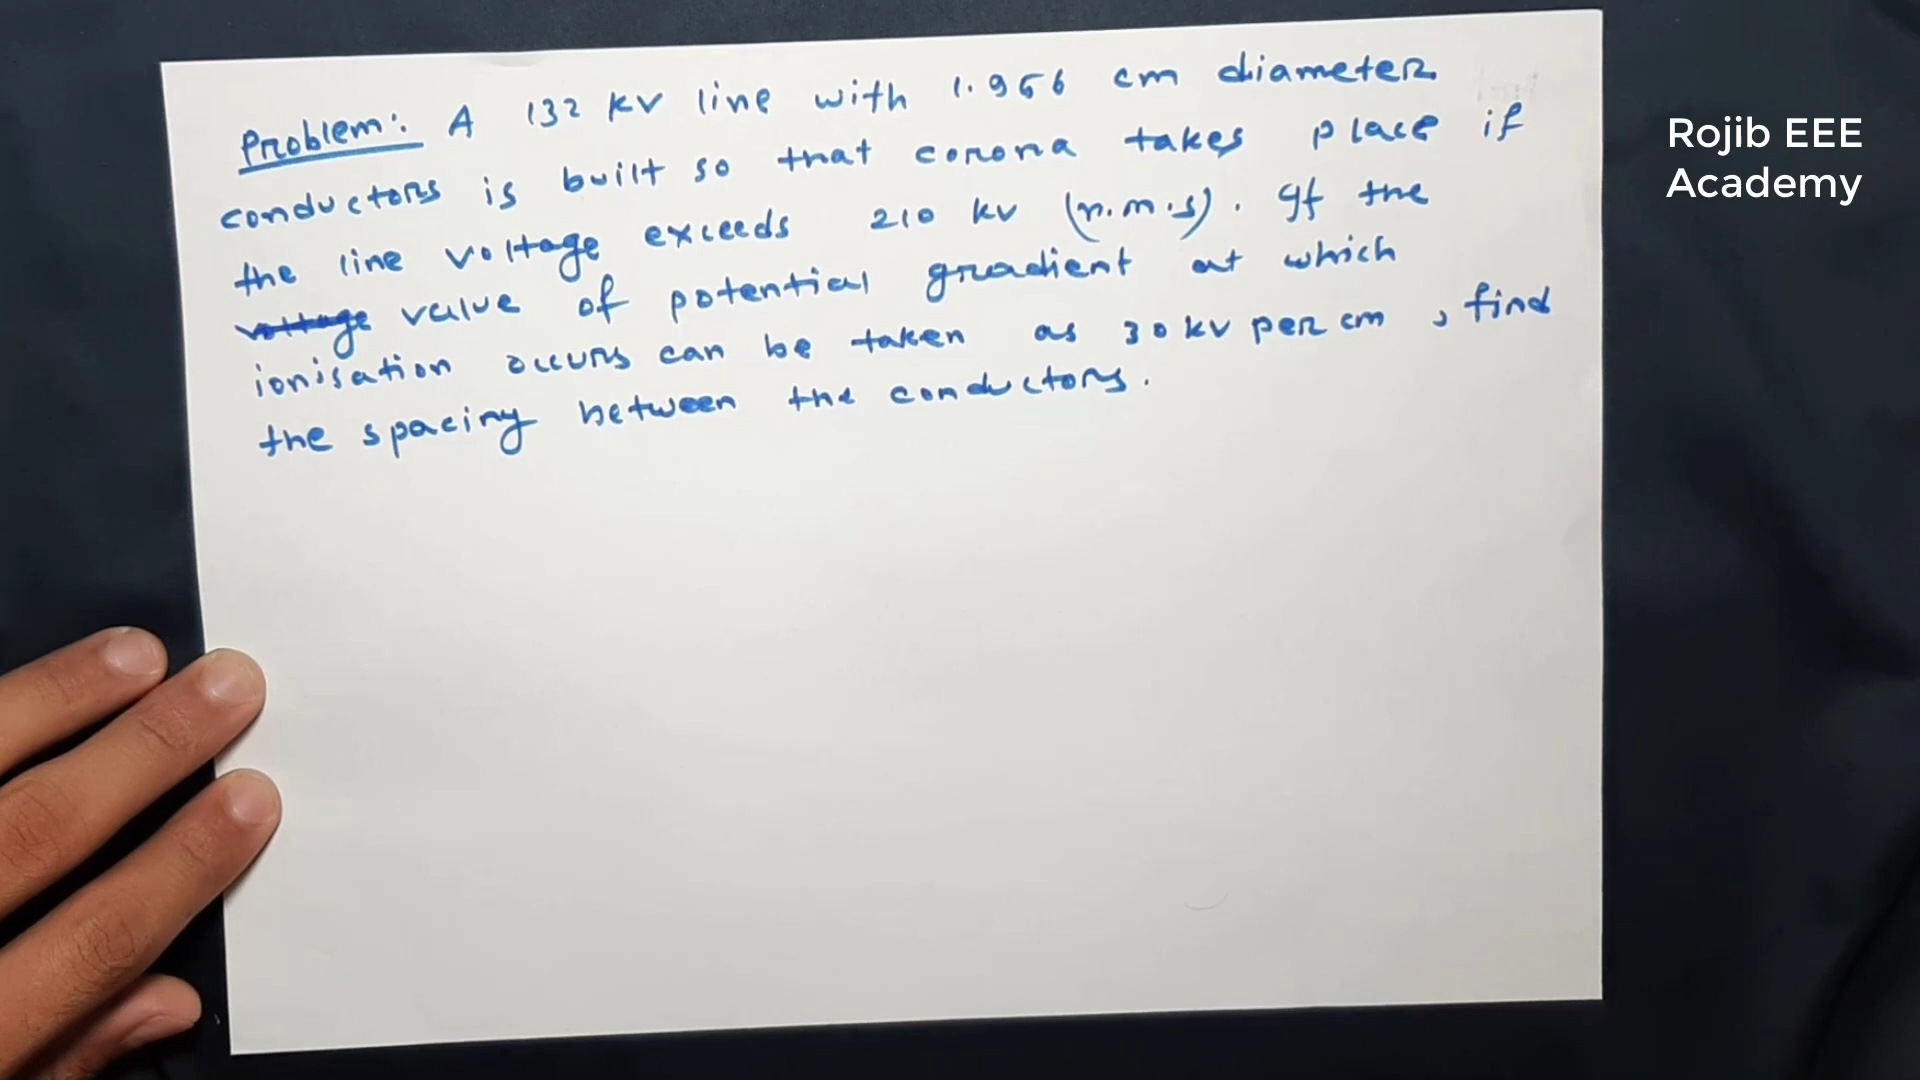 Problem: A 132 kv line with 1.956 cm diameter
conductors is built so that corona takes place if
the line voltage exceeds 210 kv (r.m.s). If the
voltage value of potential gradient at which
ionisation occurs can be taken as 30 kv per cm, find
the spacing between the conductors.
Rojib EEE
Academy